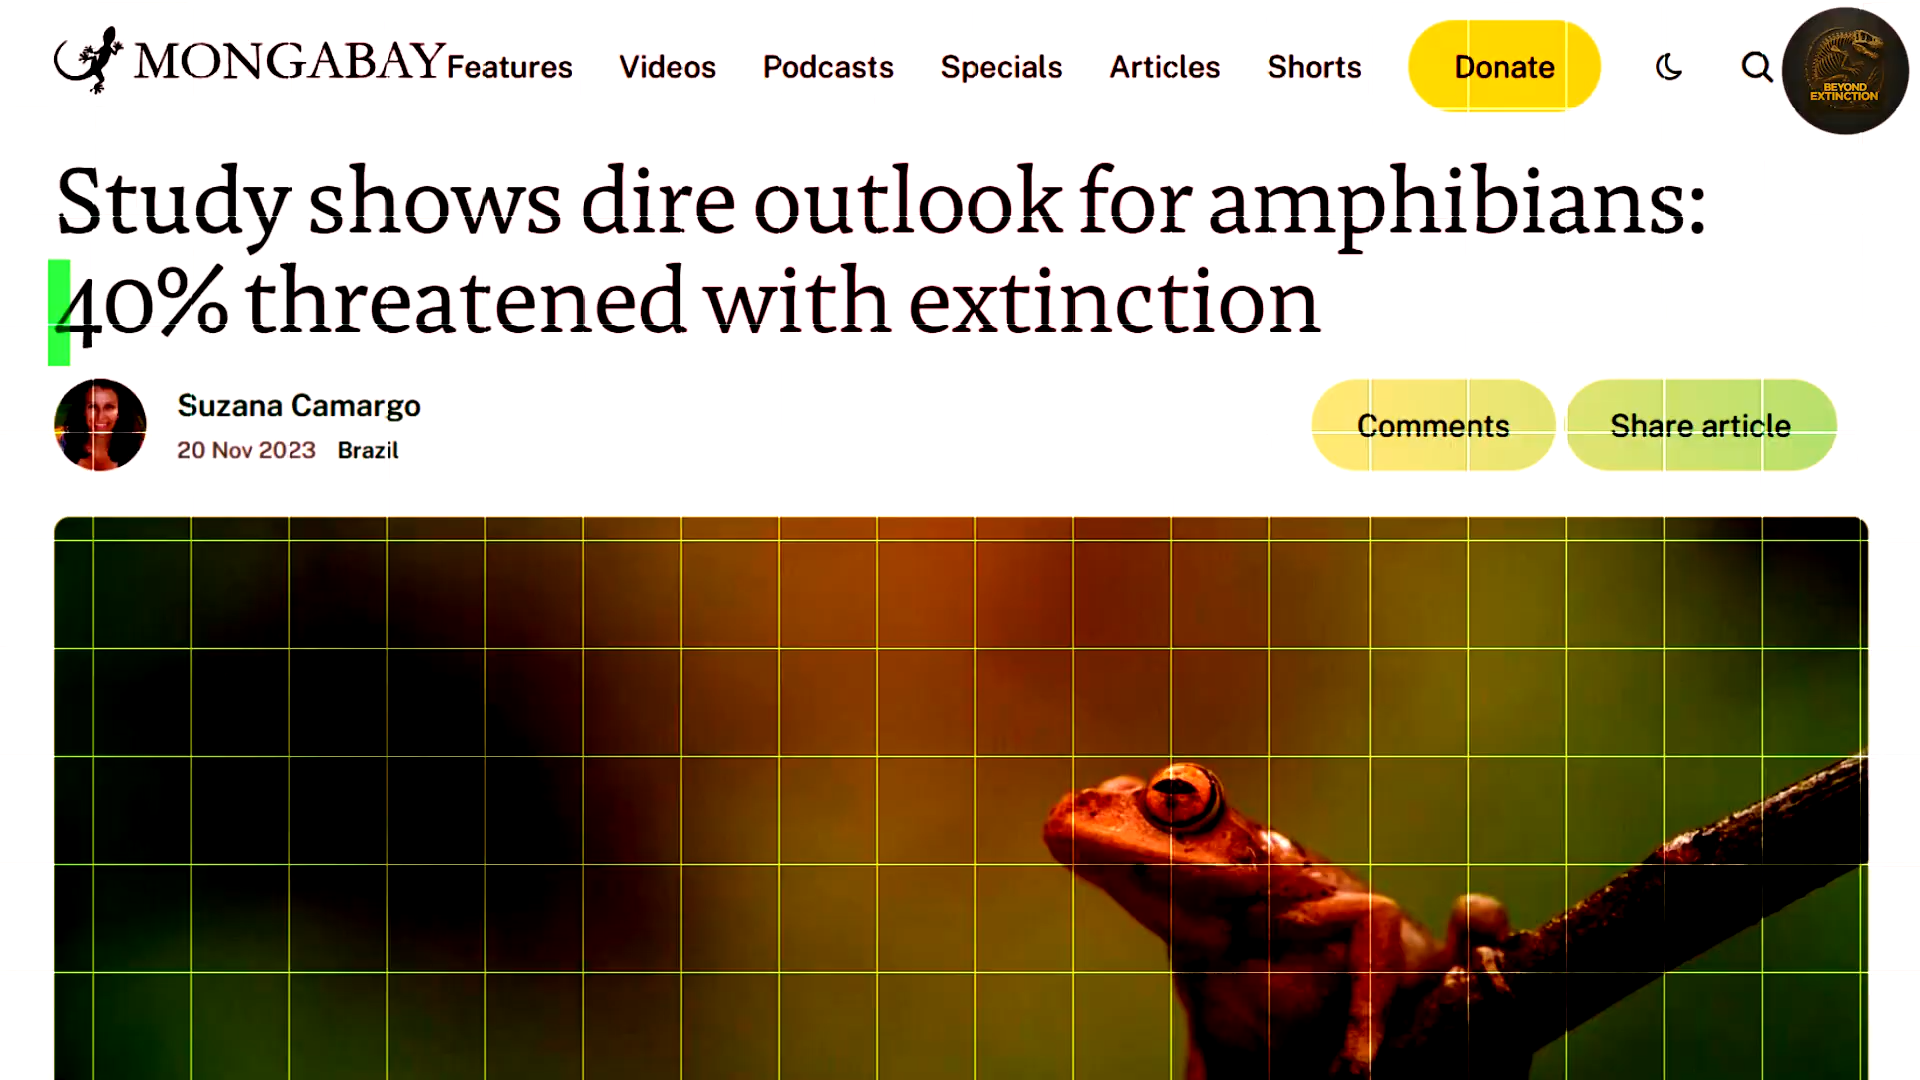 MONGABAY Features Videos Podcasts Specials Articles Shorts Donate
BEYOND
EXTINCTION
Study shows dire outlook for amphibians:
40% threatened with extinction
Suzana Camargo
20 Nov 2023 Brazil
Comments Share article